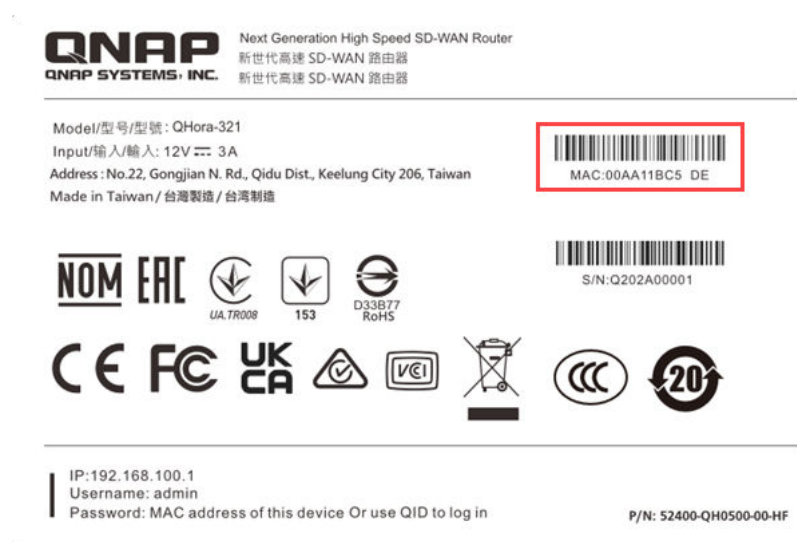 QNAP
QNAP SYSTEMS, INC.
Next Generation High Speed SD-WAN Router
新世代高速 SD-WAN 路由器
新世代高速 SD-WAN 路由器
Model/型号/型號: QHora-321
Input/输入/輸入: 12V ⎓ 3A
Address : No.22, Gongjian N. Rd., Qidu Dist., Keelung City 206, Taiwan
Made in Taiwan / 台灣製造 / 台湾制造
MAC:00AA11BC5 DE
S/N:Q202A00001
NOM EAC
UA.TR008
153
D33B77
RoHS
CE FC UK CA VCI CCC 20
IP:192.168.100.1
Username: admin
Password: MAC address of this device Or use QID to log in
P/N: 52400-QH0500-00-HF